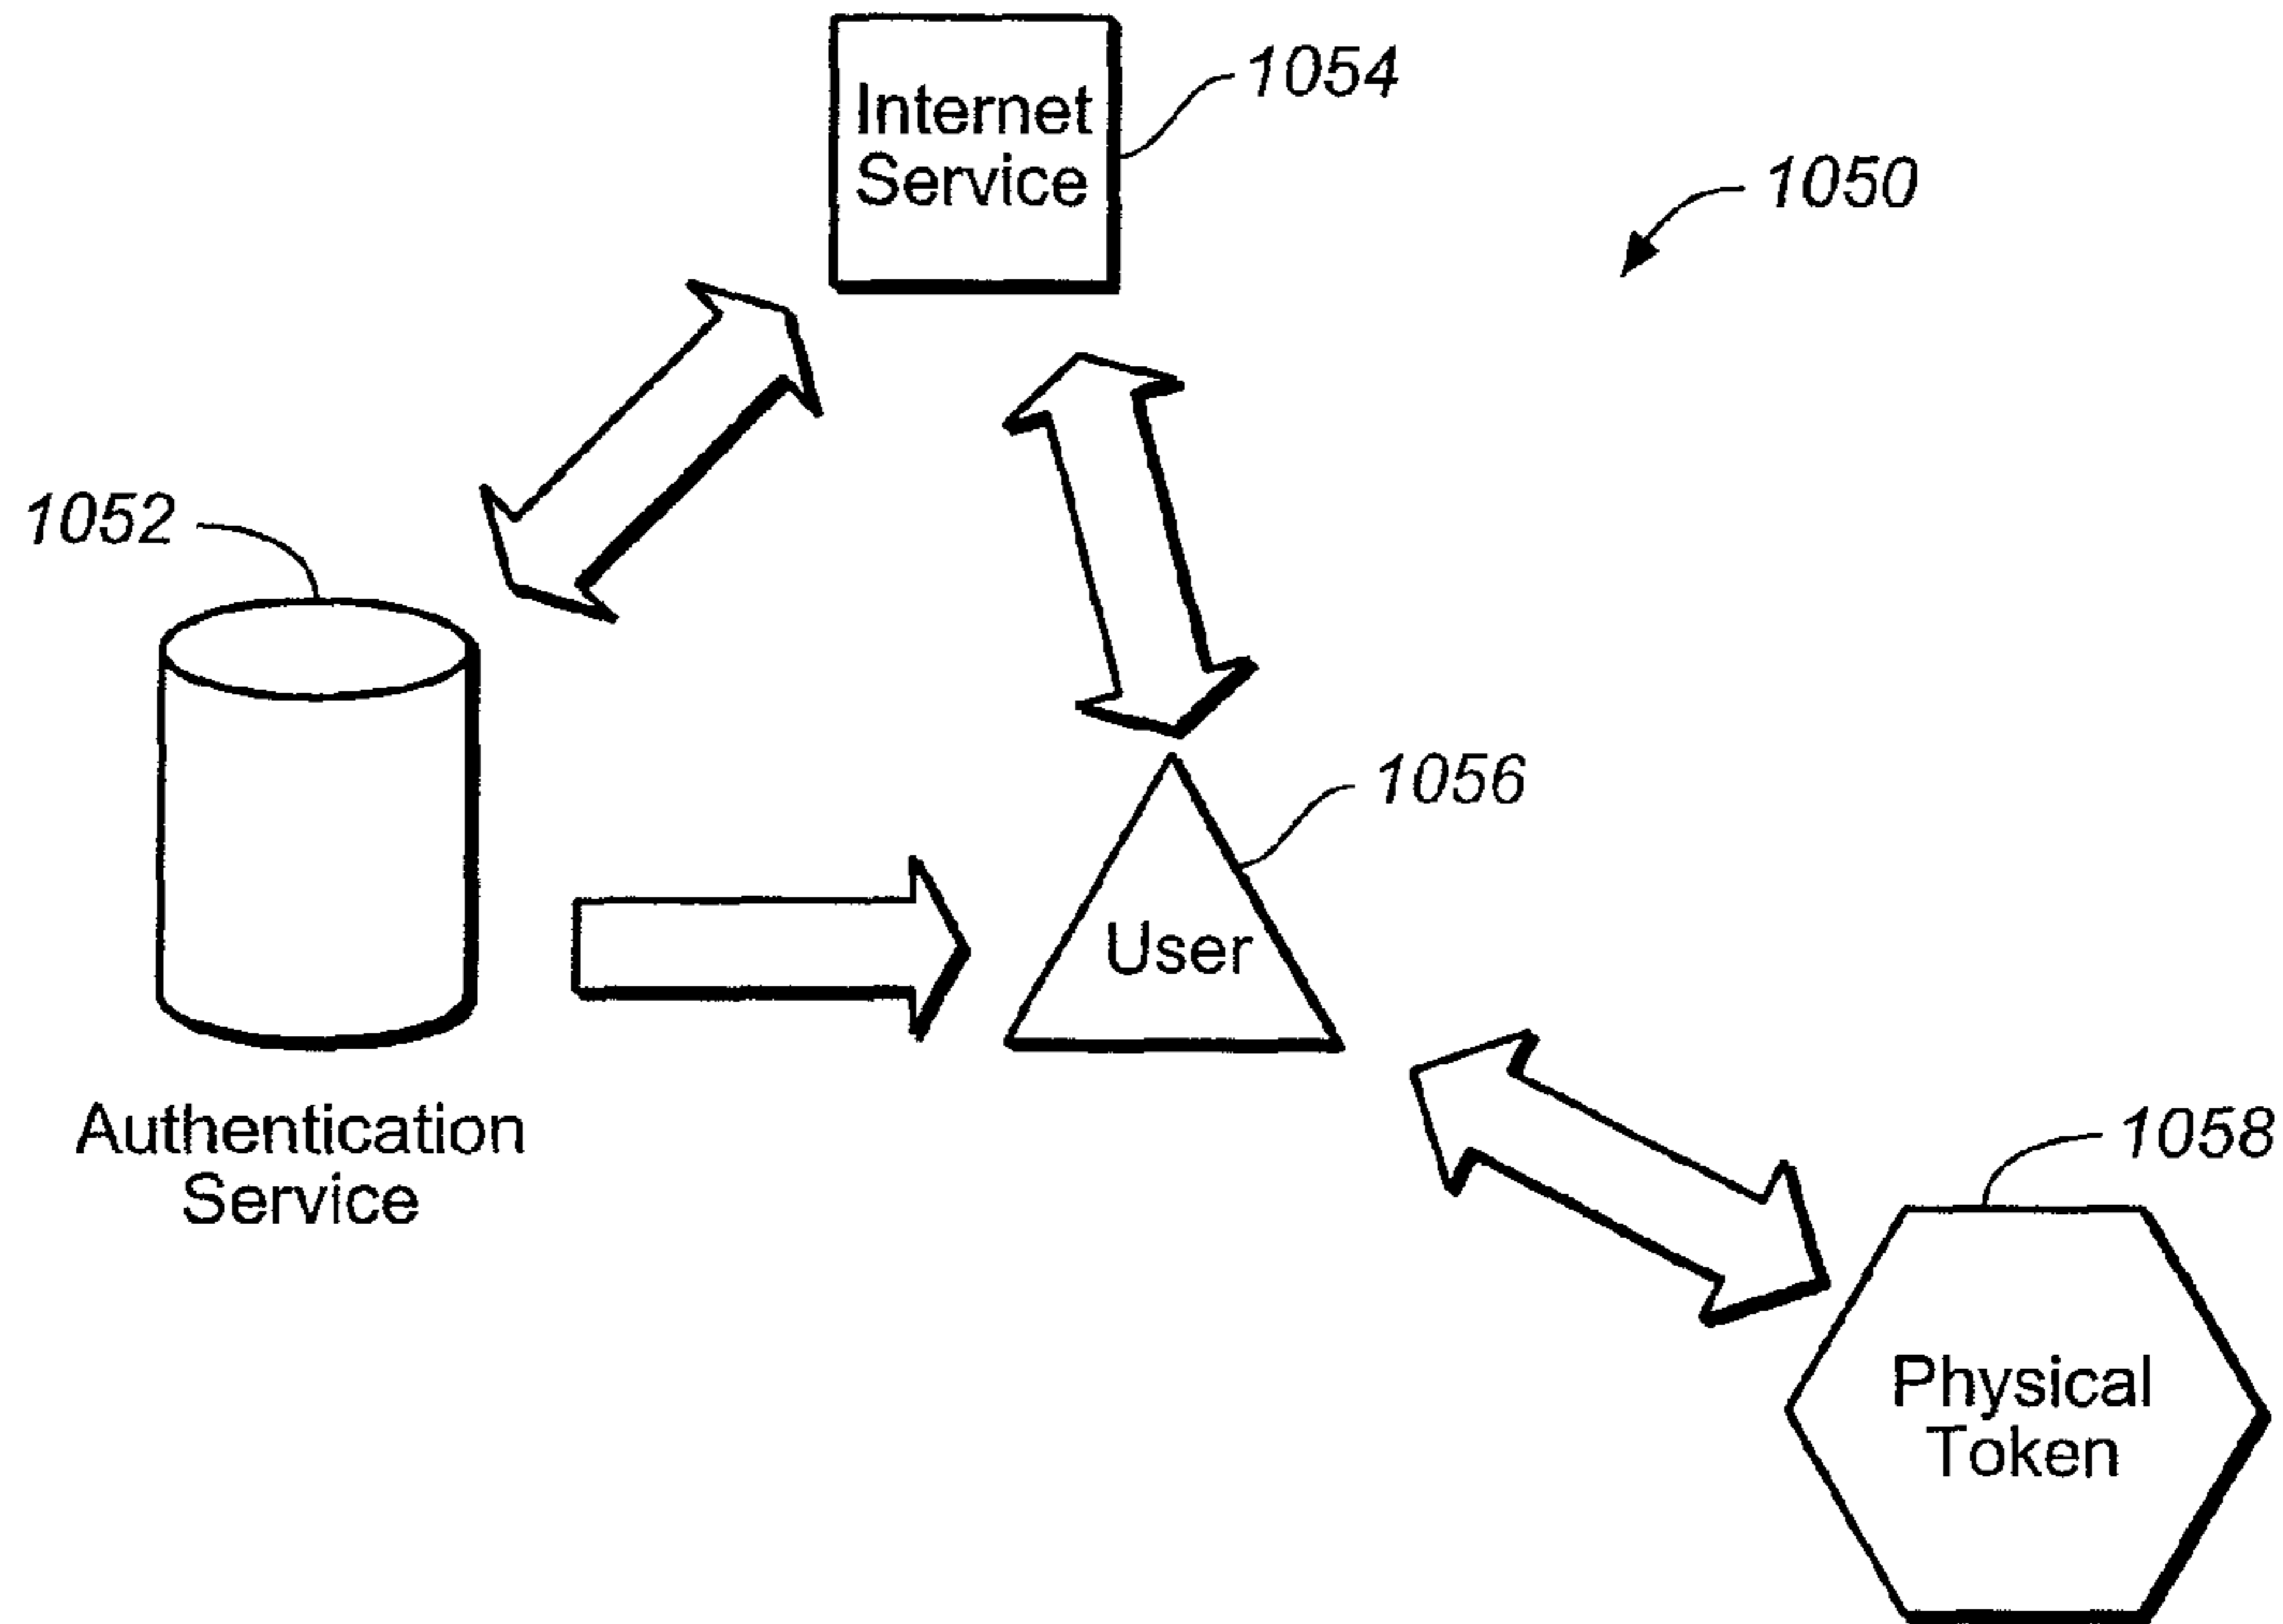 1054
Internet
Service
1050
1052
1056
User
Authentication
Service
1058
Physical
Token